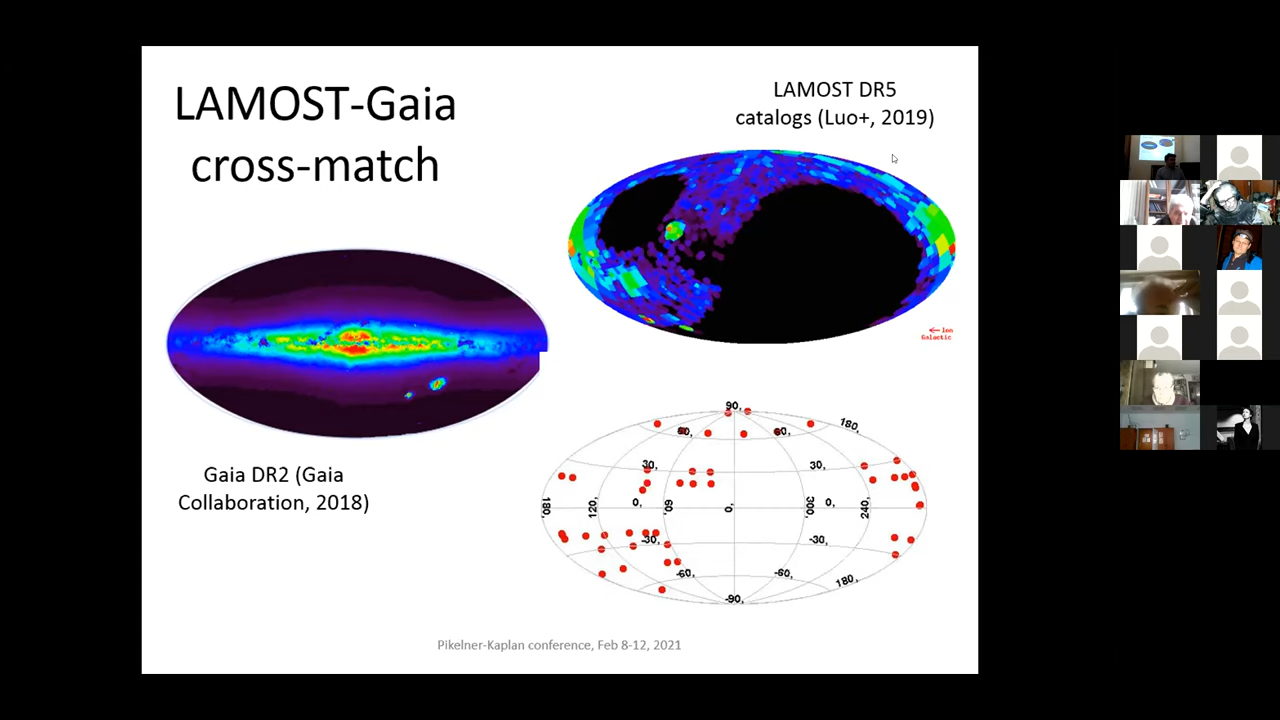 LAMOST-Gaia
cross-match
LAMOST DR5
catalogs (Luo+, 2019)
Gaia DR2 (Gaia
Collaboration, 2018)
Galactic
90,
180,
60,
60,
30,
30,
180,
120,
0,
60,
0,
300,
0,
240,
-30,
-30,
-60,
-60,
180,
-90,
Pikelner-Kaplan conference, Feb 8-12, 2021